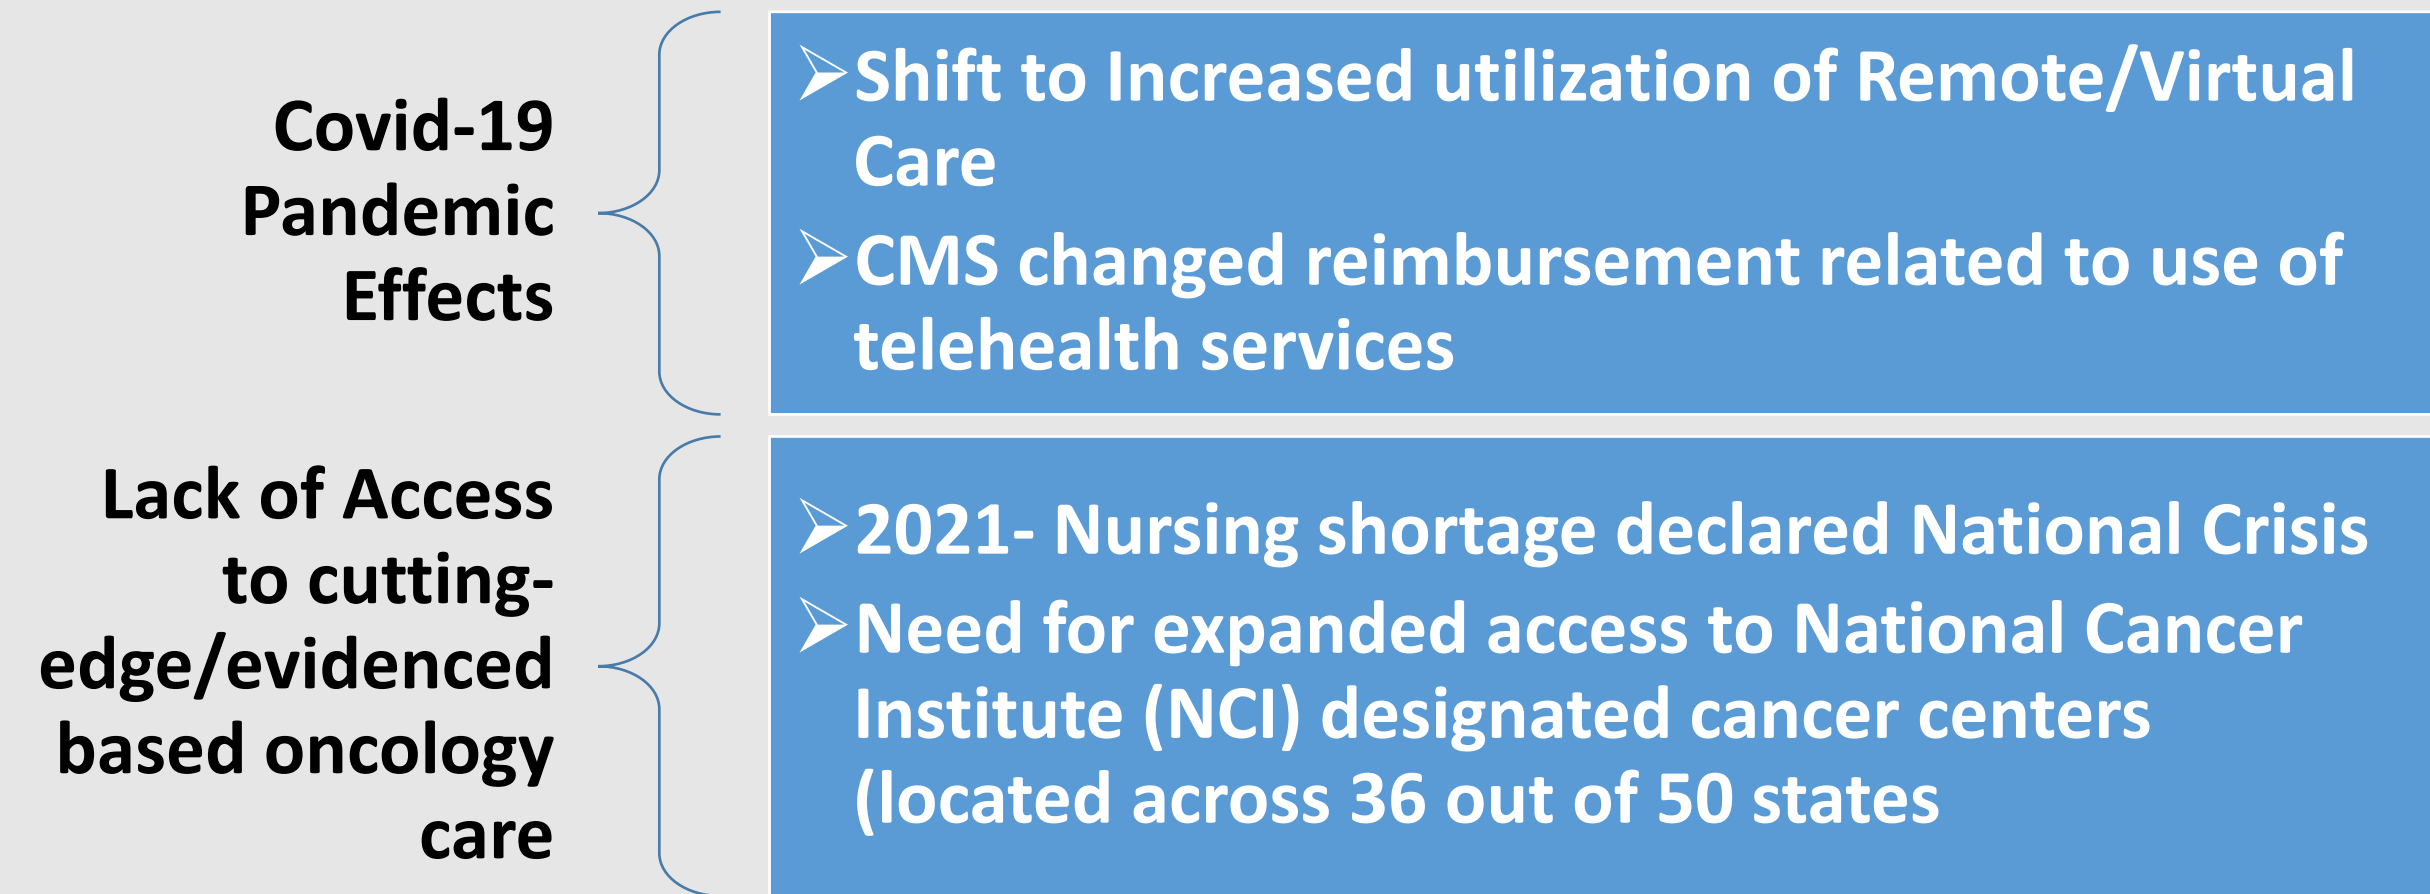 Covid-19
Pandemic
Effects
➢Shift to Increased utilization of Remote/Virtual
Care
➢CMS changed reimbursement related to use of
telehealth services
Lack of Access
to cutting-
edge/evidenced
based oncology
care
➢2021- Nursing shortage declared National Crisis
➢Need for expanded access to National Cancer
Institute (NCI) designated cancer centers
(located across 36 out of 50 states